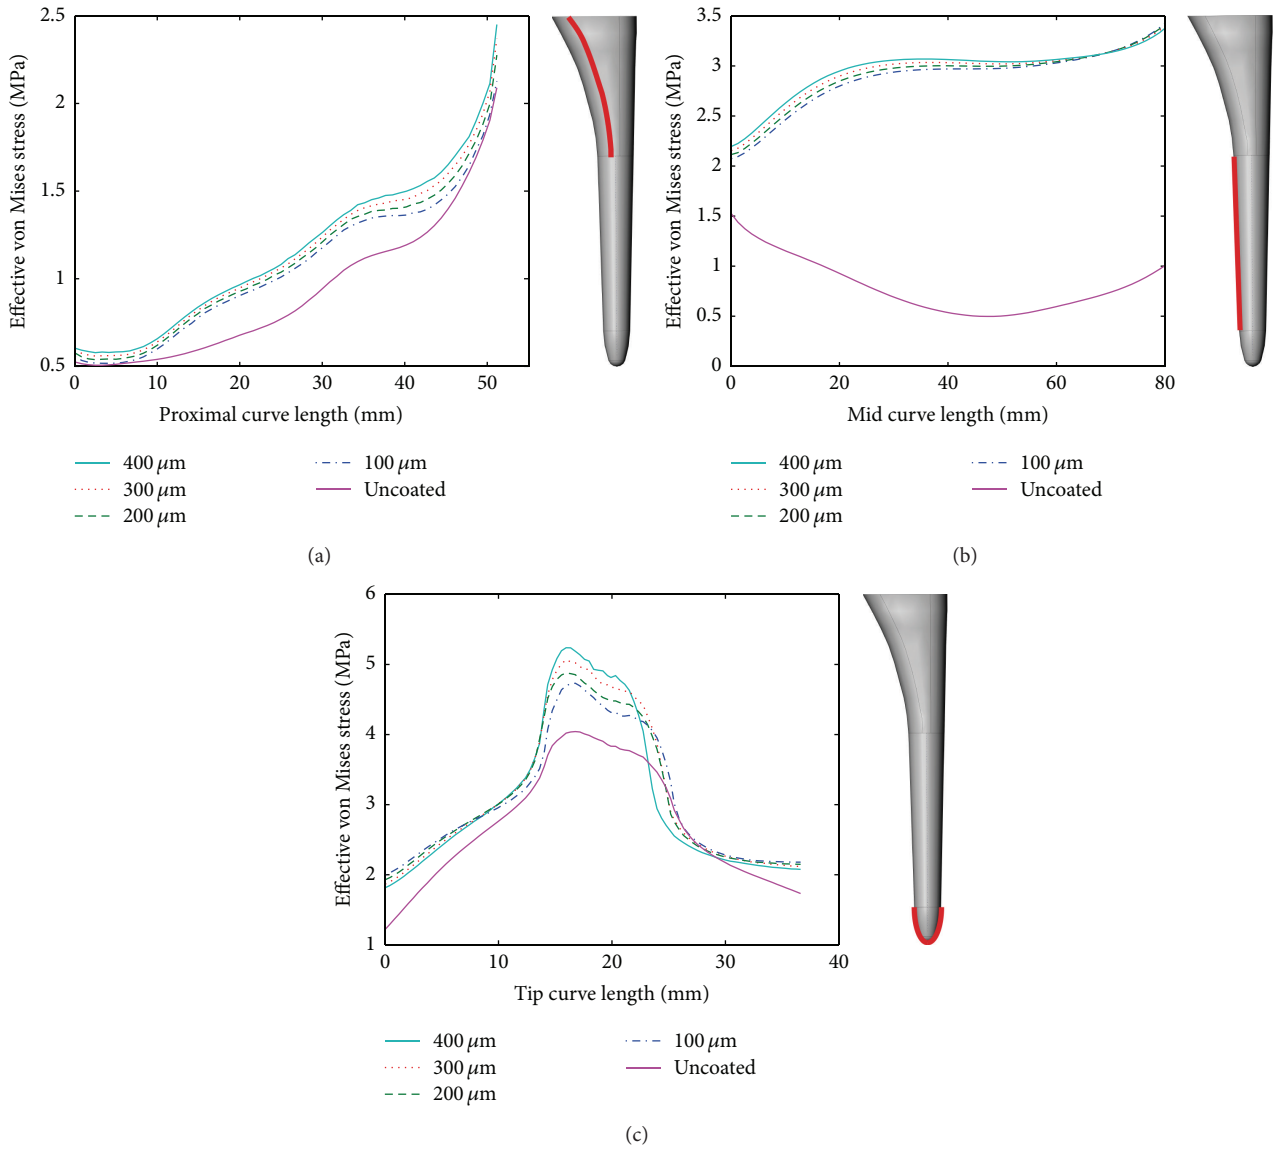 2.5
2
1.5
1
0.5
Effective von Mises stress (MPa)
0 10 20 30 40 50
Proximal curve length (mm)
400 μm
300 μm
200 μm
100 μm
Uncoated
(a)
3.5
3
2.5
2
1.5
1
0.5
0
Effective von Mises stress (MPa)
0 20 40 60 80
Mid curve length (mm)
400 μm
300 μm
200 μm
100 μm
Uncoated
(b)
6
5
4
3
2
1
Effective von Mises stress (MPa)
0 10 20 30 40
Tip curve length (mm)
400 μm
300 μm
200 μm
100 μm
Uncoated
(c)